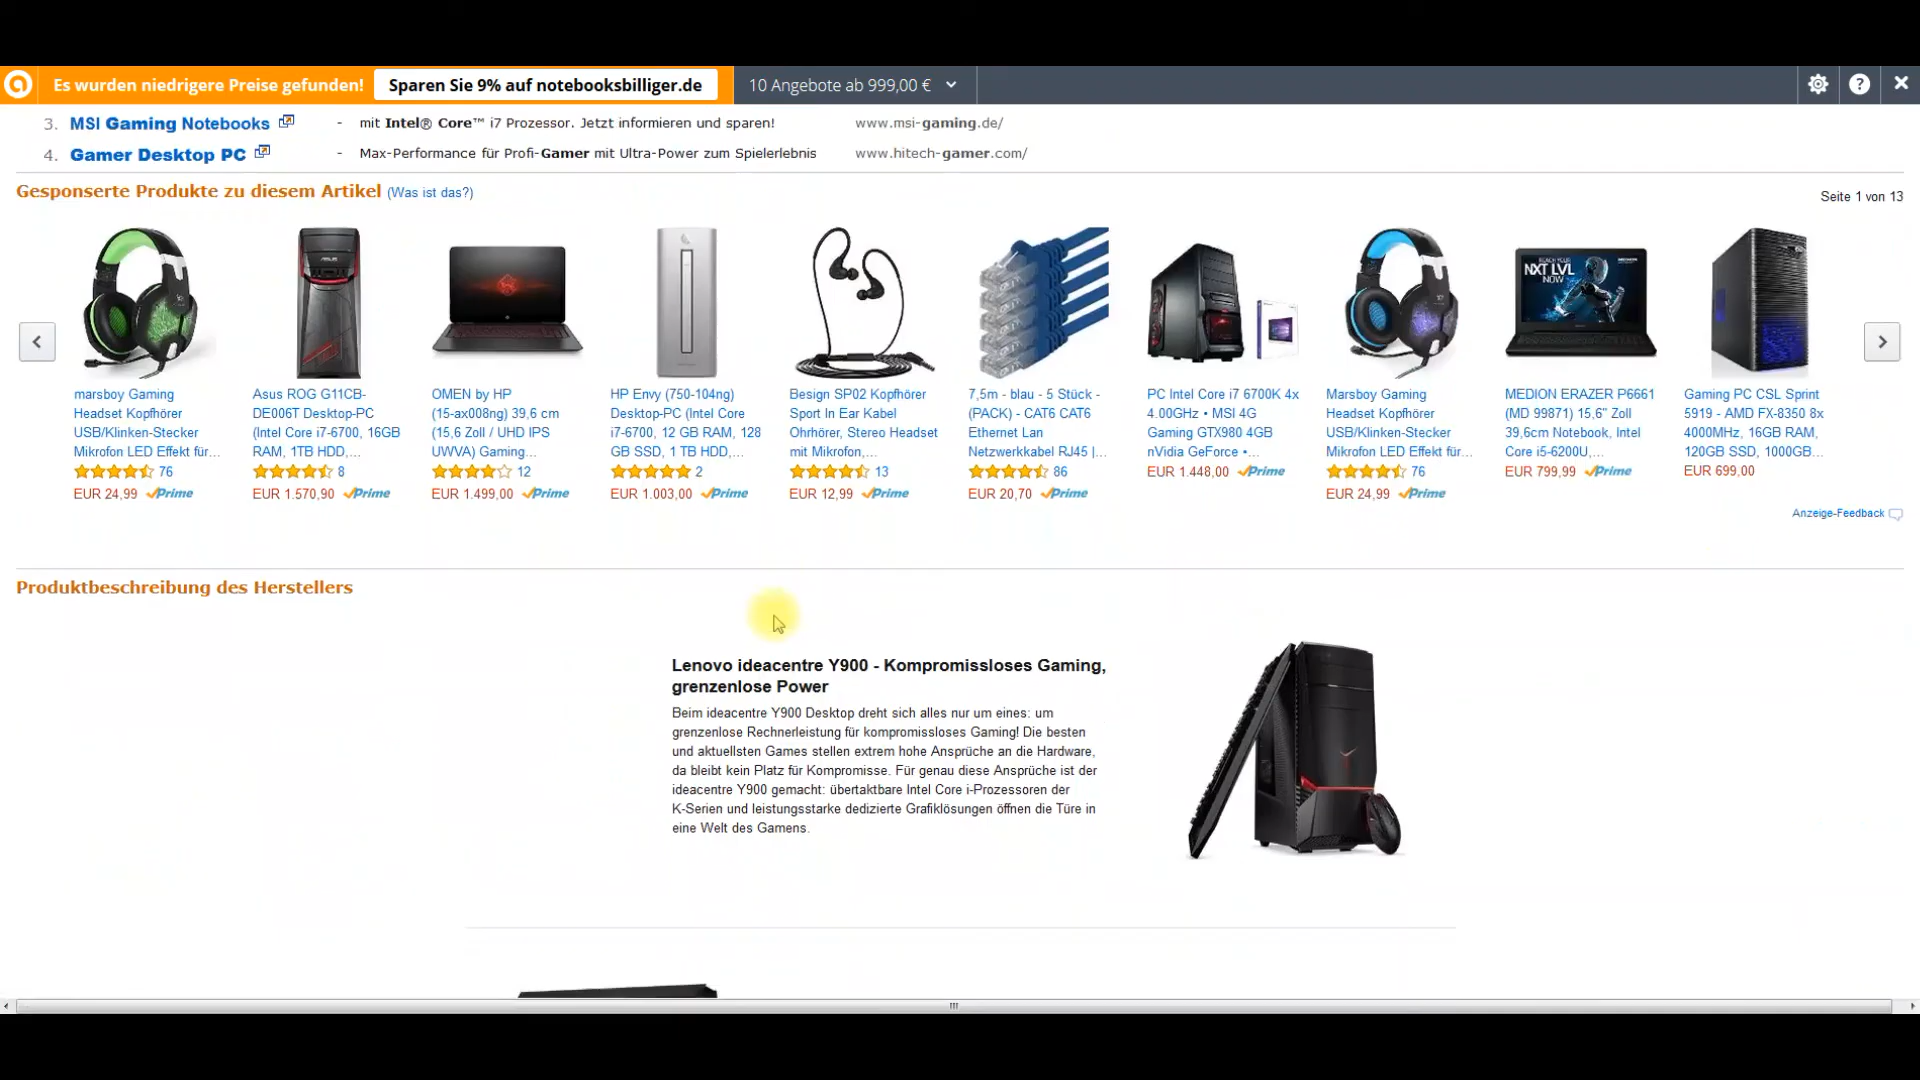 Es wurden niedrigere Preise gefunden! Sparen Sie 9% auf notebooksbilliger.de 10 Angebote ab 999,00 €
3. MSI Gaming Notebooks - mit Intel® Core™ i7 Prozessor. Jetzt informieren und sparen! www.msi-gaming.de/
4. Gamer Desktop PC - Max-Performance für Profi-Gamer mit Ultra-Power zum Spielerlebnis www.hitech-gamer.com/
Gesponserte Produkte zu diesem Artikel (Was ist das?) Seite 1 von 13
marsboy Gaming
Headset Kopfhörer
USB/Klinken-Stecker
Mikrofon LED Effekt für...
76
EUR 24,99 Prime
Asus ROG G11CB-
DE006T Desktop-PC
(Intel Core i7-6700, 16GB
RAM, 1TB HDD,...
8
EUR 1.570,90 Prime
OMEN by HP
(15-ax008ng) 39,6 cm
(15,6 Zoll / UHD IPS
UWVA) Gaming...
12
EUR 1.499,00 Prime
HP Envy (750-104ng)
Desktop-PC (Intel Core
i7-6700, 12 GB RAM, 128
GB SSD, 1 TB HDD,...
2
EUR 1.003,00 Prime
Besign SP02 Kopfhörer
Sport In Ear Kabel
Ohrhörer, Stereo Headset
mit Mikrofon,...
13
EUR 12,99 Prime
7,5m - blau - 5 Stück -
(PACK) - CAT6 CAT6
Ethernet Lan
Netzwerkkabel RJ45 |...
86
EUR 20,70 Prime
PC Intel Core i7 6700K 4x
4.00GHz • MSI 4G
Gaming GTX980 4GB
nVidia GeForce •...
EUR 1.448,00 Prime
Marsboy Gaming
Headset Kopfhörer
USB/Klinken-Stecker
Mikrofon LED Effekt für...
76
EUR 24,99 Prime
NXT LVL
NOW
MEDION ERAZER P6661
(MD 99871) 15,6" Zoll
39,6cm Notebook, Intel
Core i5-6200U,...
EUR 799,99 Prime
Gaming PC CSL Sprint
5919 - AMD FX-8350 8x
4000MHz, 16GB RAM,
120GB SSD, 1000GB...
EUR 699,00
Anzeige-Feedback
Produktbeschreibung des Herstellers
Lenovo ideacentre Y900 - Kompromissloses Gaming,
grenzenlose Power
Beim ideacentre Y900 Desktop dreht sich alles nur um eines: um
grenzenlose Rechnerleistung für kompromissloses Gaming! Die besten
und aktuellsten Games stellen extrem hohe Ansprüche an die Hardware,
da bleibt kein Platz für Kompromisse. Für genau diese Ansprüche ist der
ideacentre Y900 gemacht: übertaktbare Intel Core i-Prozessoren der
K-Serien und leistungsstarke dedizierte Grafiklösungen öffnen die Türe in
eine Welt des Gamens.